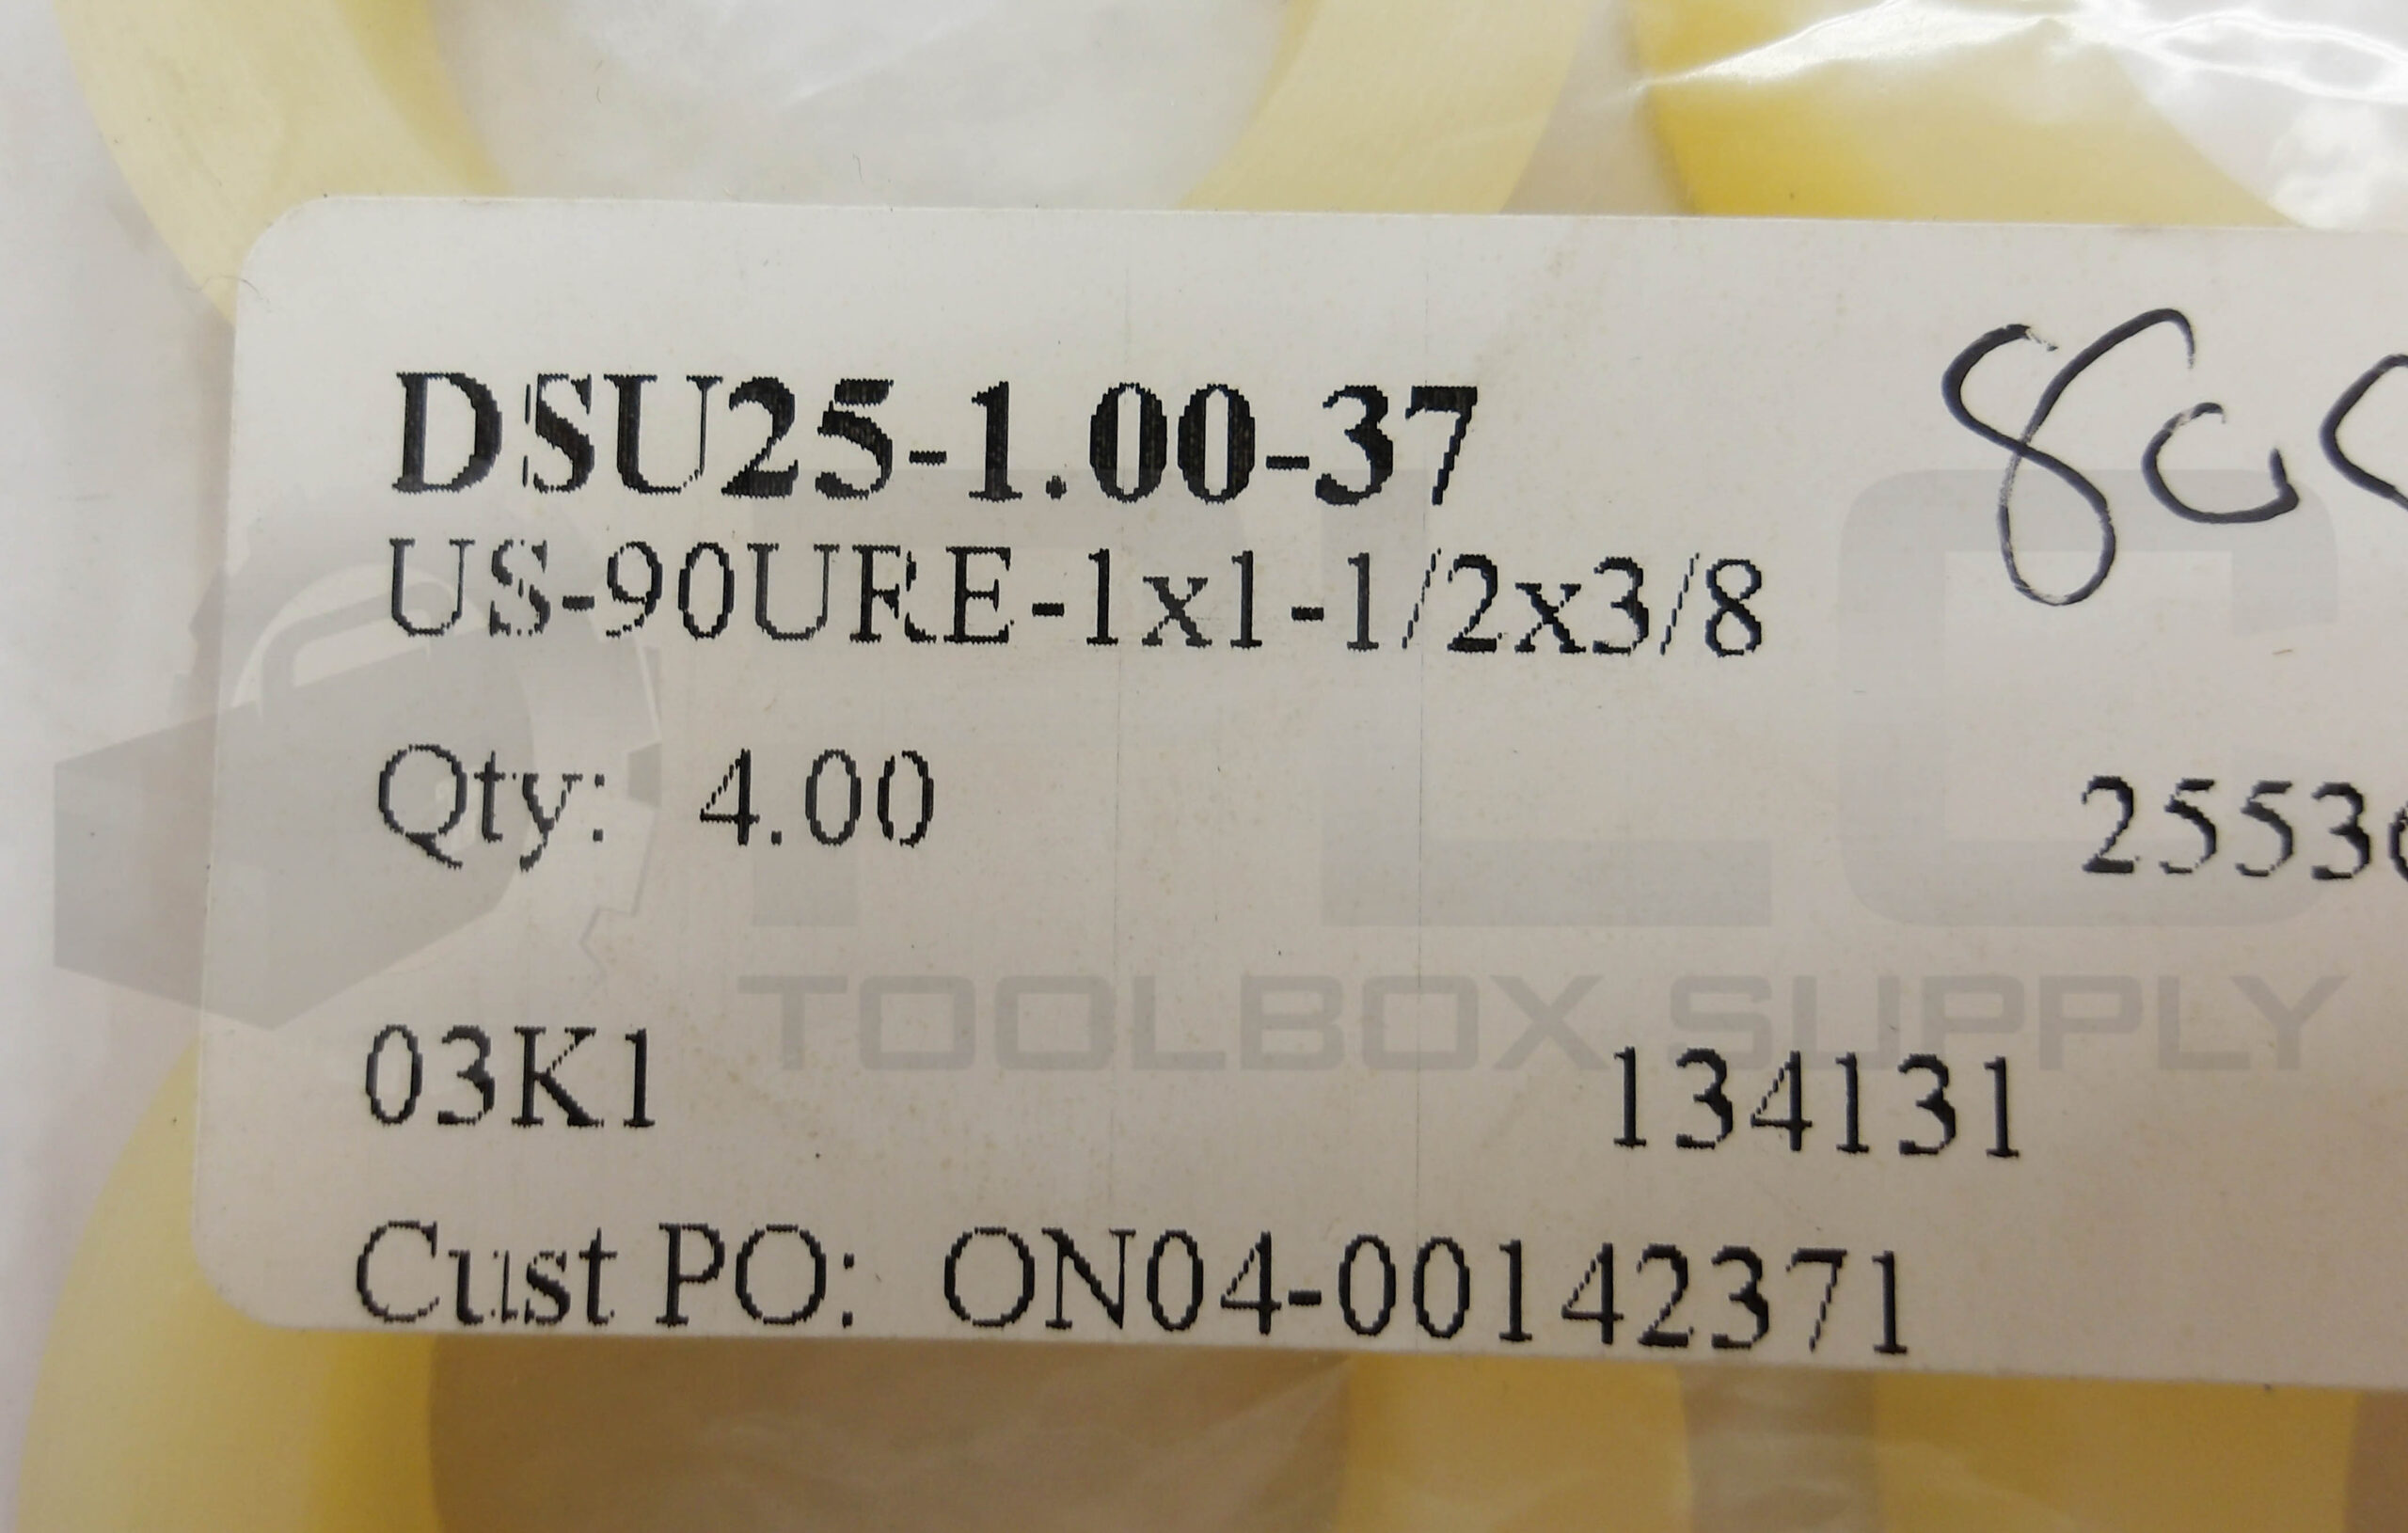 DSU25-1.00-37
US-90URE-1x1-1/2x3/8
Qty: 4.00
03K1
134131
Cust PO: ON04-00142371
PLC
TOOLBOX SUPPLY